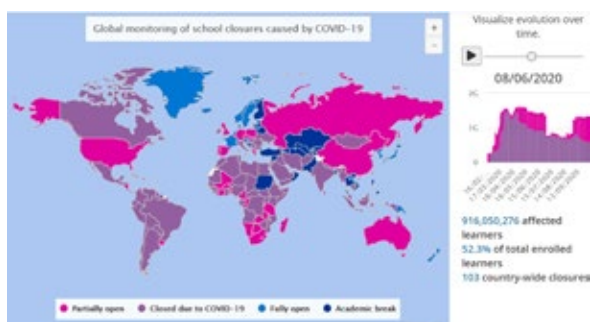 Global monitoring of school closures caused by COVID-19
+
-
Visualize evolution over
time.
08/06/2020
Partially open
Closed due to COVID-19
Fully open
Academic break
916,050,276 affected
learners
52.3% of total enrolled
learners
103 country-wide closures